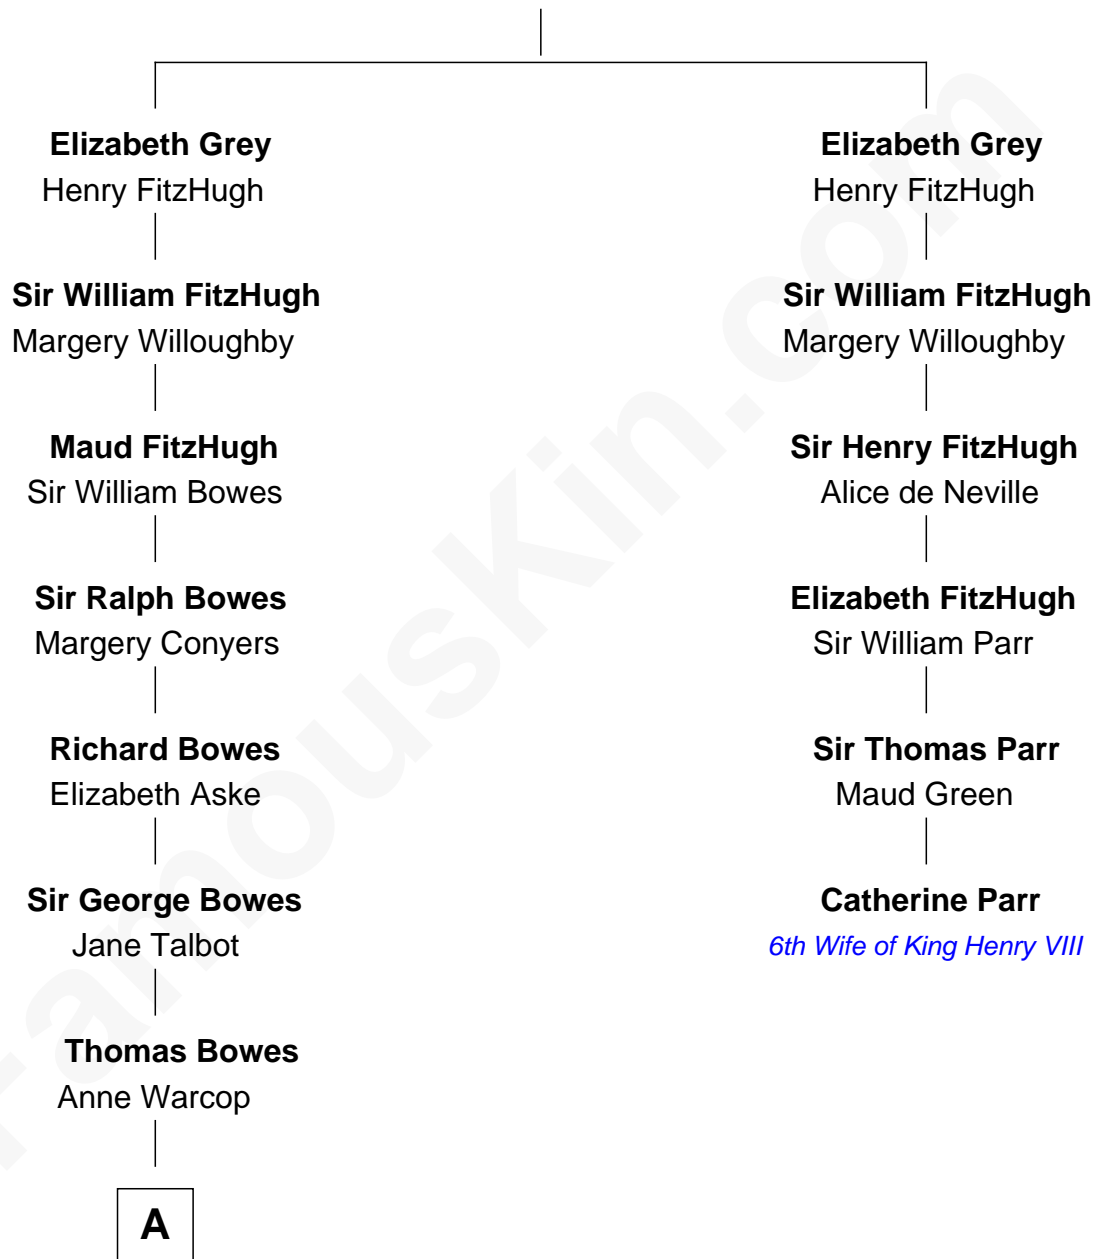 Elizabeth Grey
Henry FitzHugh
Sir William FitzHugh
Margery Willoughby
Maud FitzHugh
Sir William Bowes
Sir Ralph Bowes
Margery Conyers
Richard Bowes
Elizabeth Aske
Sir George Bowes
Jane Talbot
Thomas Bowes
Anne Warcop
A
Elizabeth Grey
Henry FitzHugh
Sir William FitzHugh
Margery Willoughby
Sir Henry FitzHugh
Alice de Neville
Elizabeth FitzHugh
Sir William Parr
Sir Thomas Parr
Maud Green
Catherine Parr
6th Wife of King Henry VIII
FamousKin.com